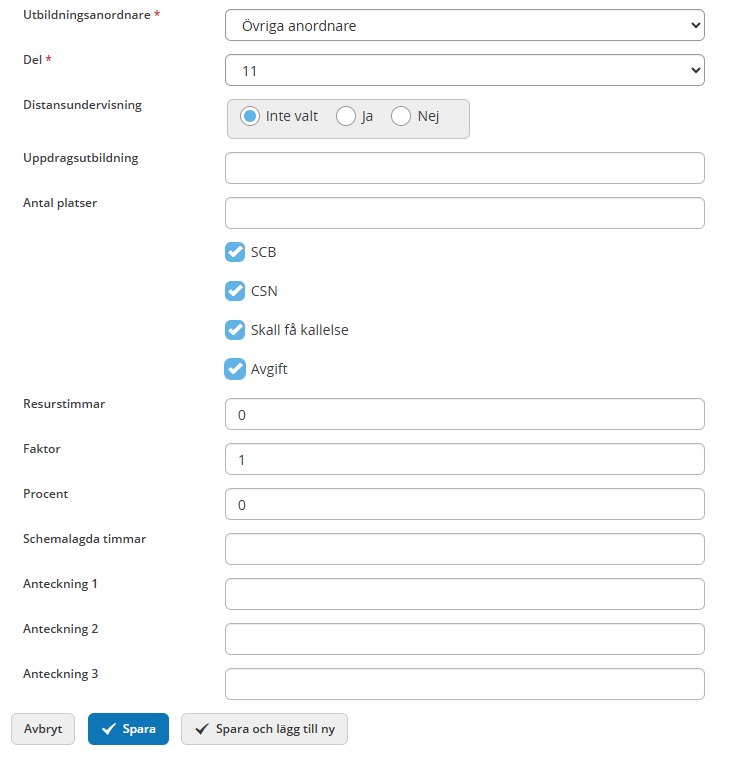 Utbildningsanordnare *
Övriga anordnare
Del *
11
Distansundervisning
Inte valt Ja Nej
Uppdragsutbildning
Antal platser
SCB
CSN
Skall få kallelse
Avgift
Resurstimmar
0
Faktor
1
Procent
0
Schemalagda timmar
Anteckning 1
Anteckning 2
Anteckning 3
Avbryt Spara Spara och lägg till ny